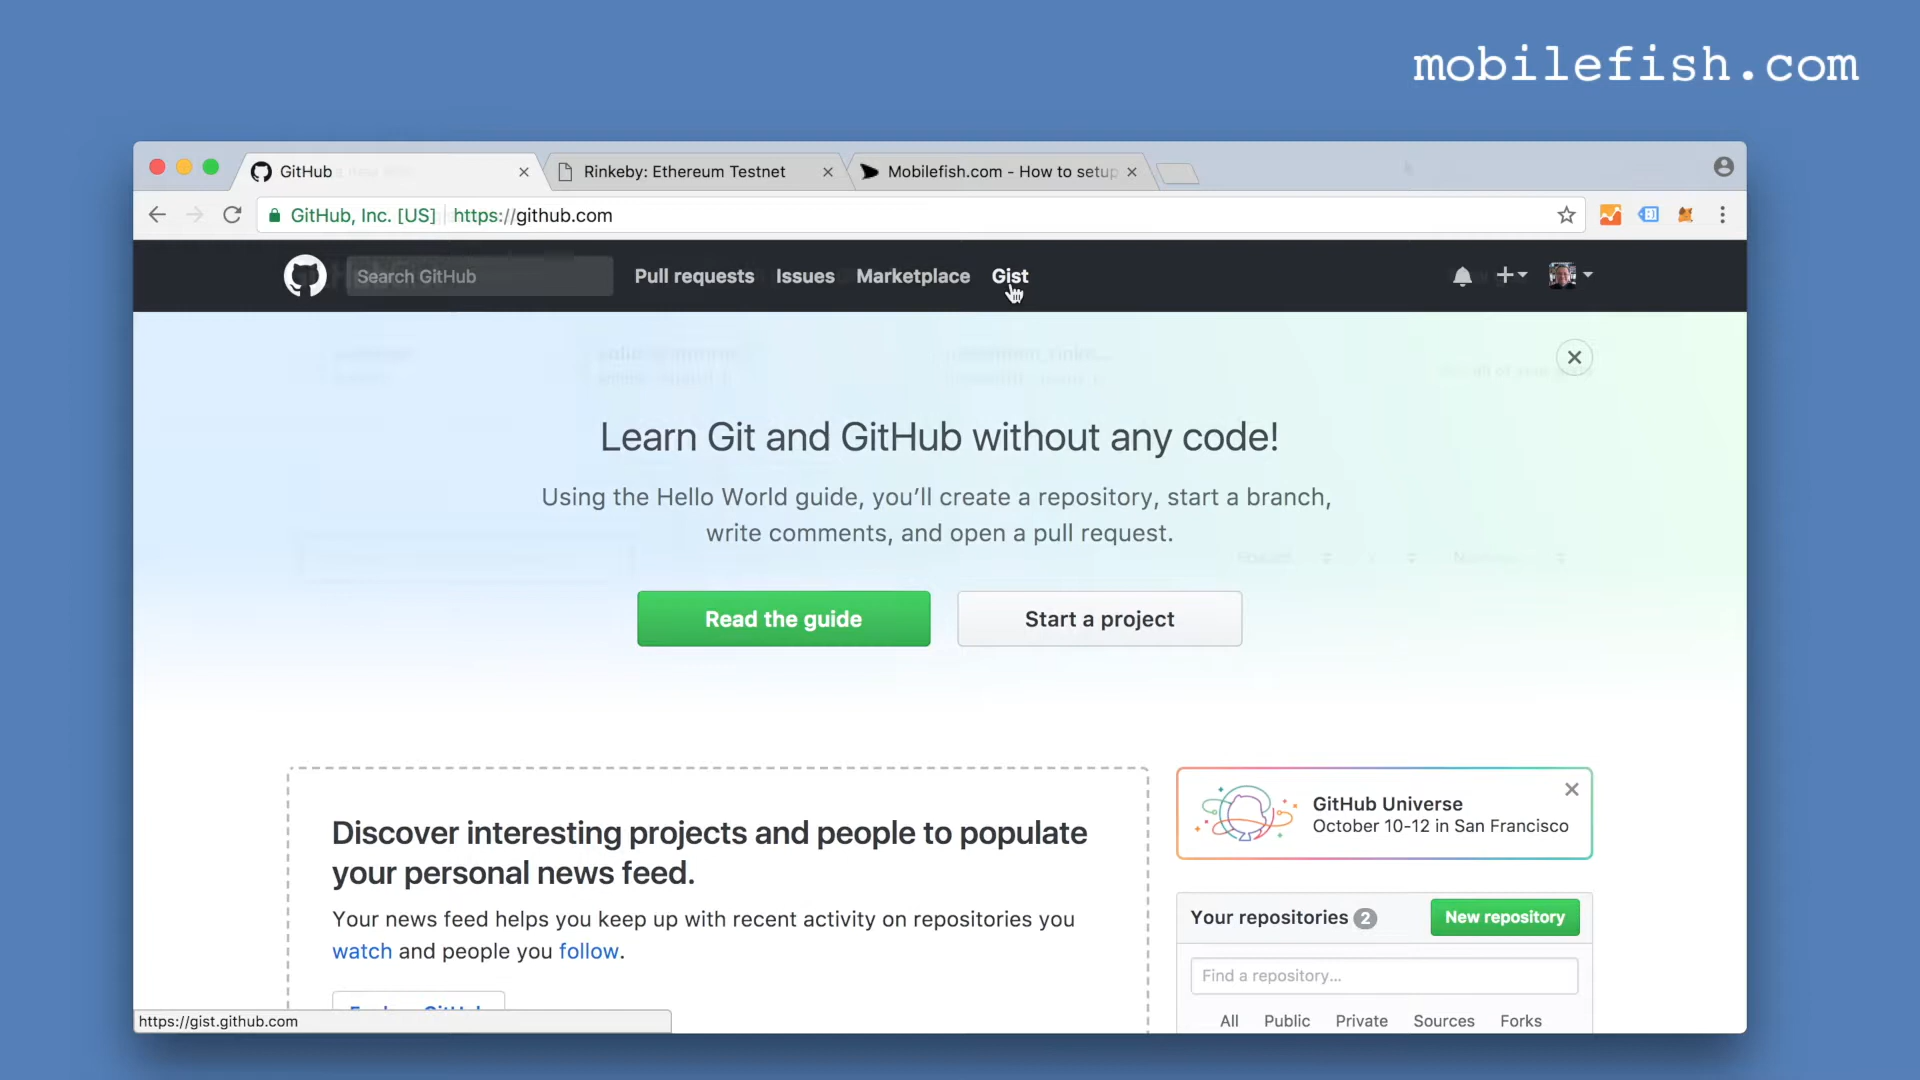 mobilefish.com
GitHub
Rinkeby: Ethereum Testnet
Mobilefish.com - How to setup
GitHub, Inc. [US]
https://github.com
Search GitHub
Pull requests
Issues
Marketplace
Gist
Learn Git and GitHub without any code!
Using the Hello World guide, you’ll create a repository, start a branch,
write comments, and open a pull request.
Read the guide
Start a project
Discover interesting projects and people to populate
your personal news feed.
Your news feed helps you keep up with recent activity on repositories you
watch and people you follow.
GitHub Universe
October 10-12 in San Francisco
Your repositories 2
New repository
Find a repository...
All
Public
Private
Sources
Forks
https://gist.github.com